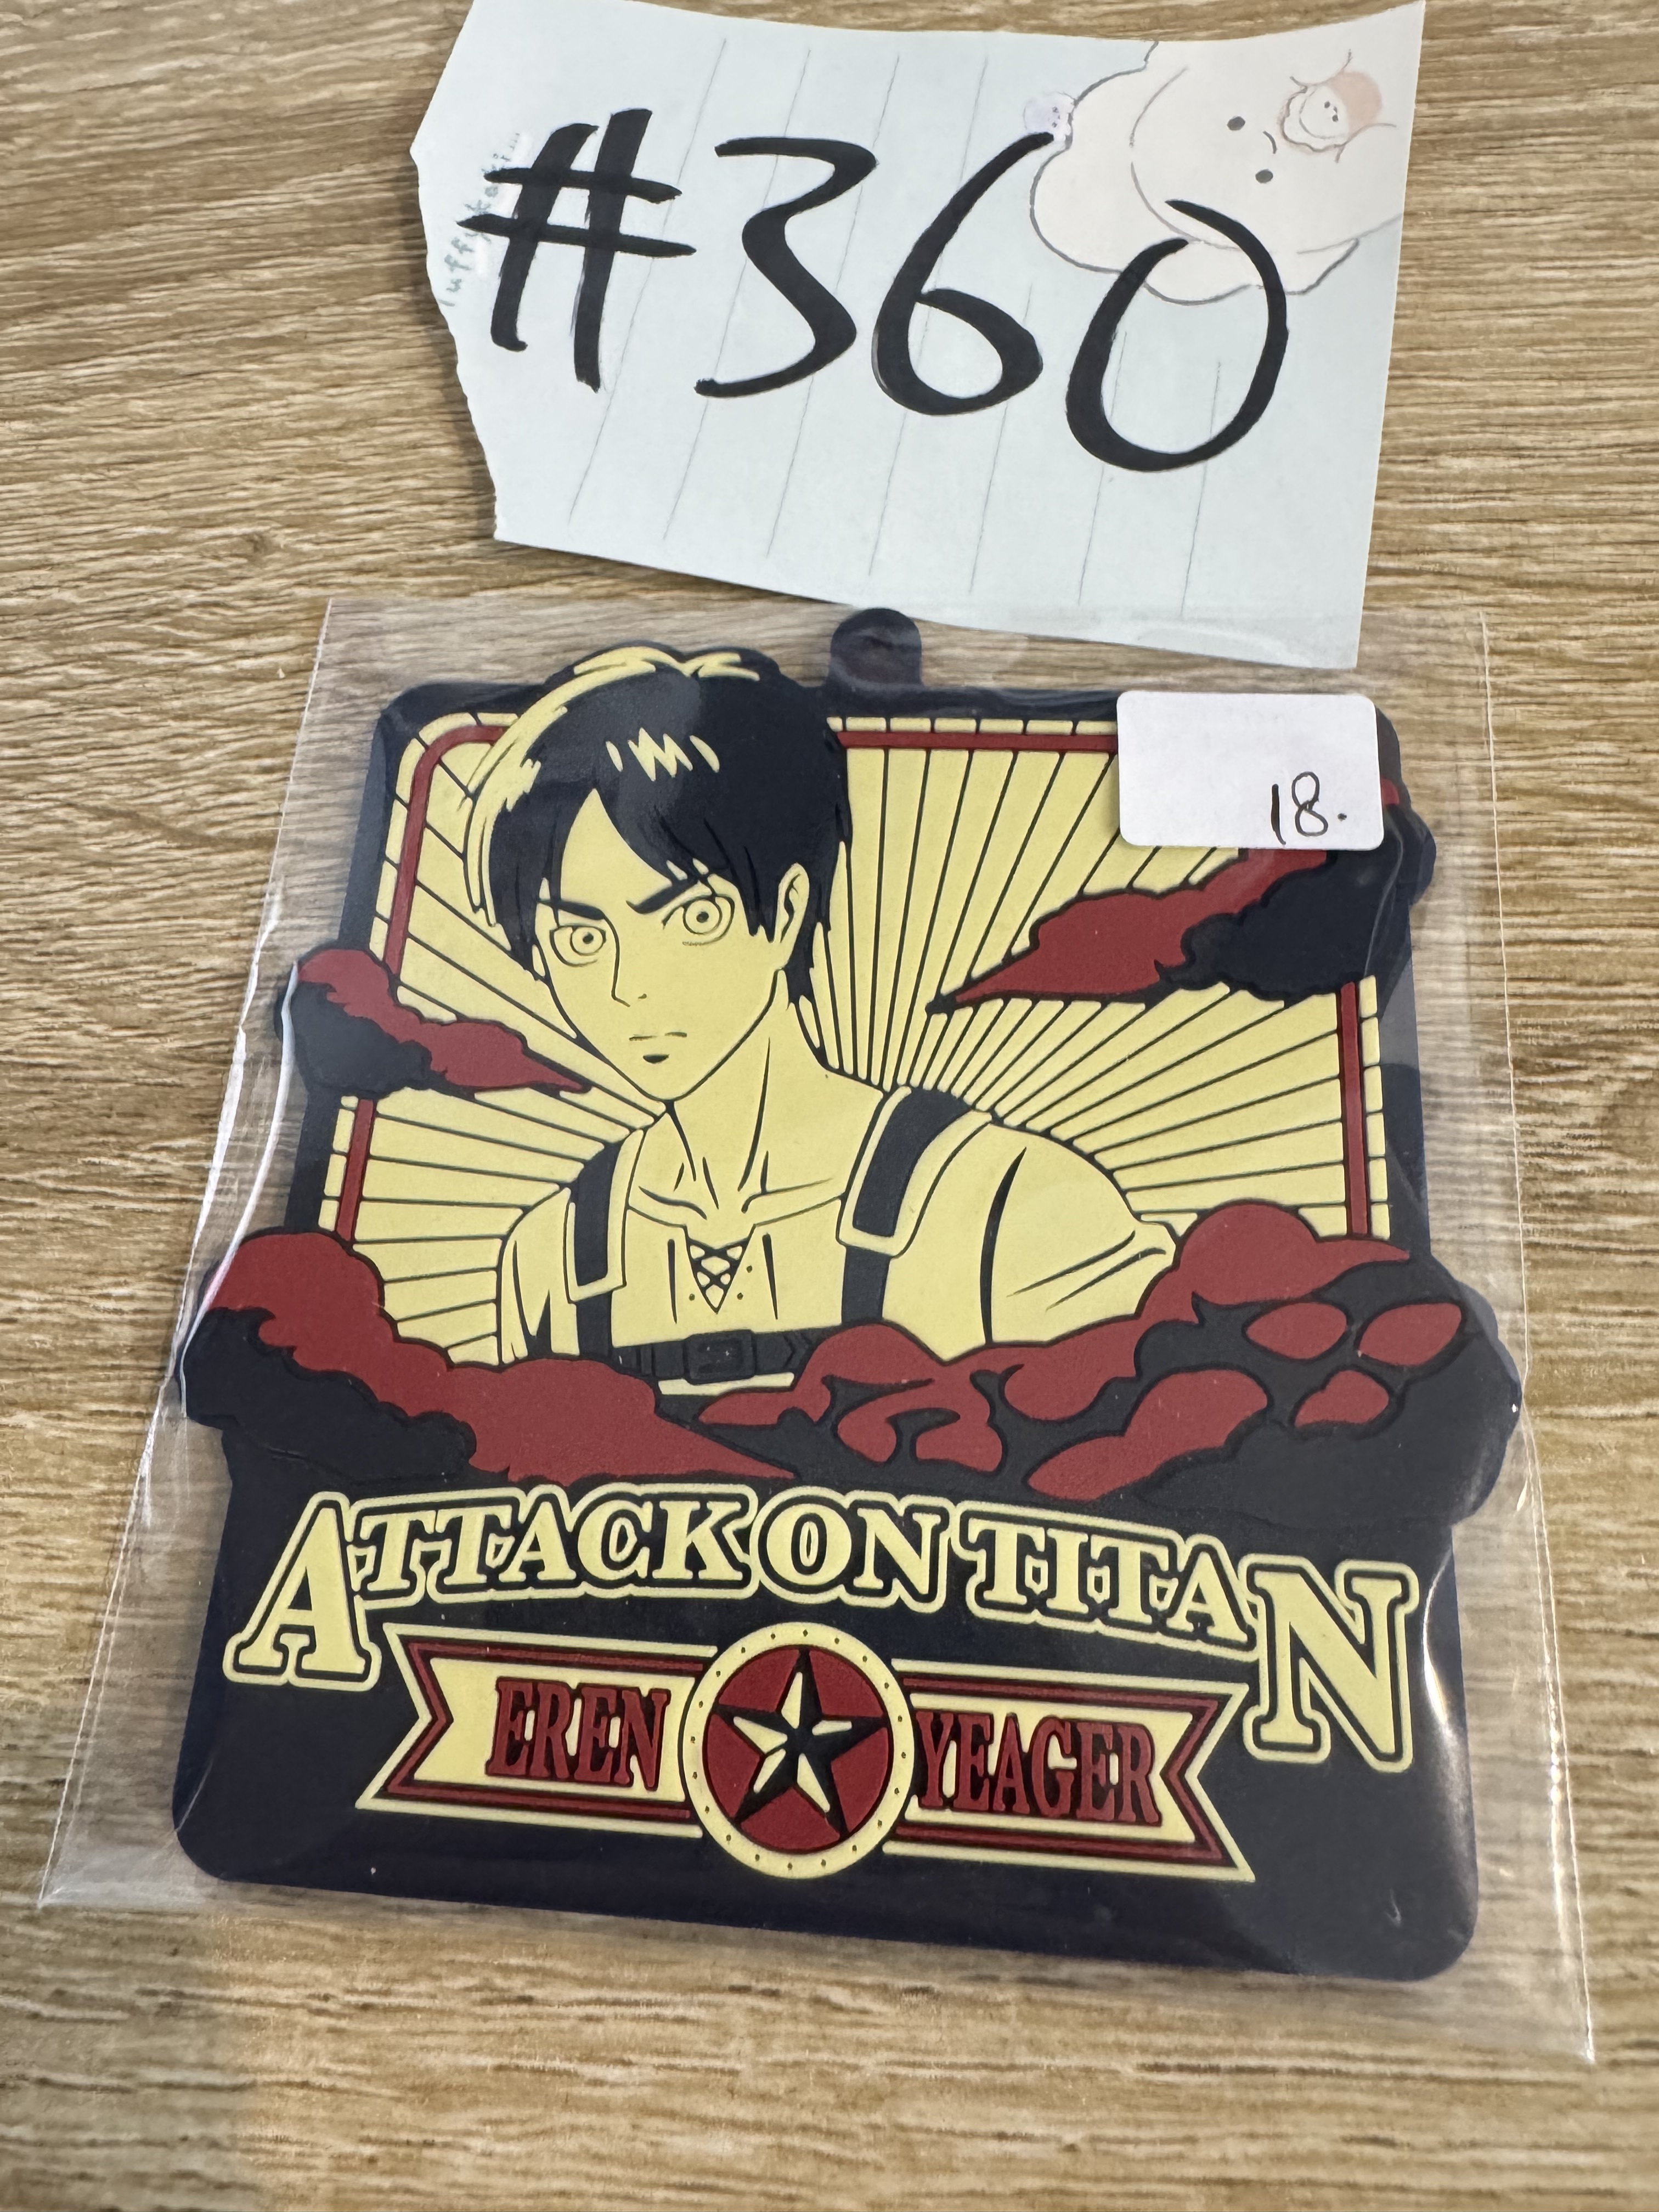 #360
18.
ATTACK ON TITAN
EREN YEAGER